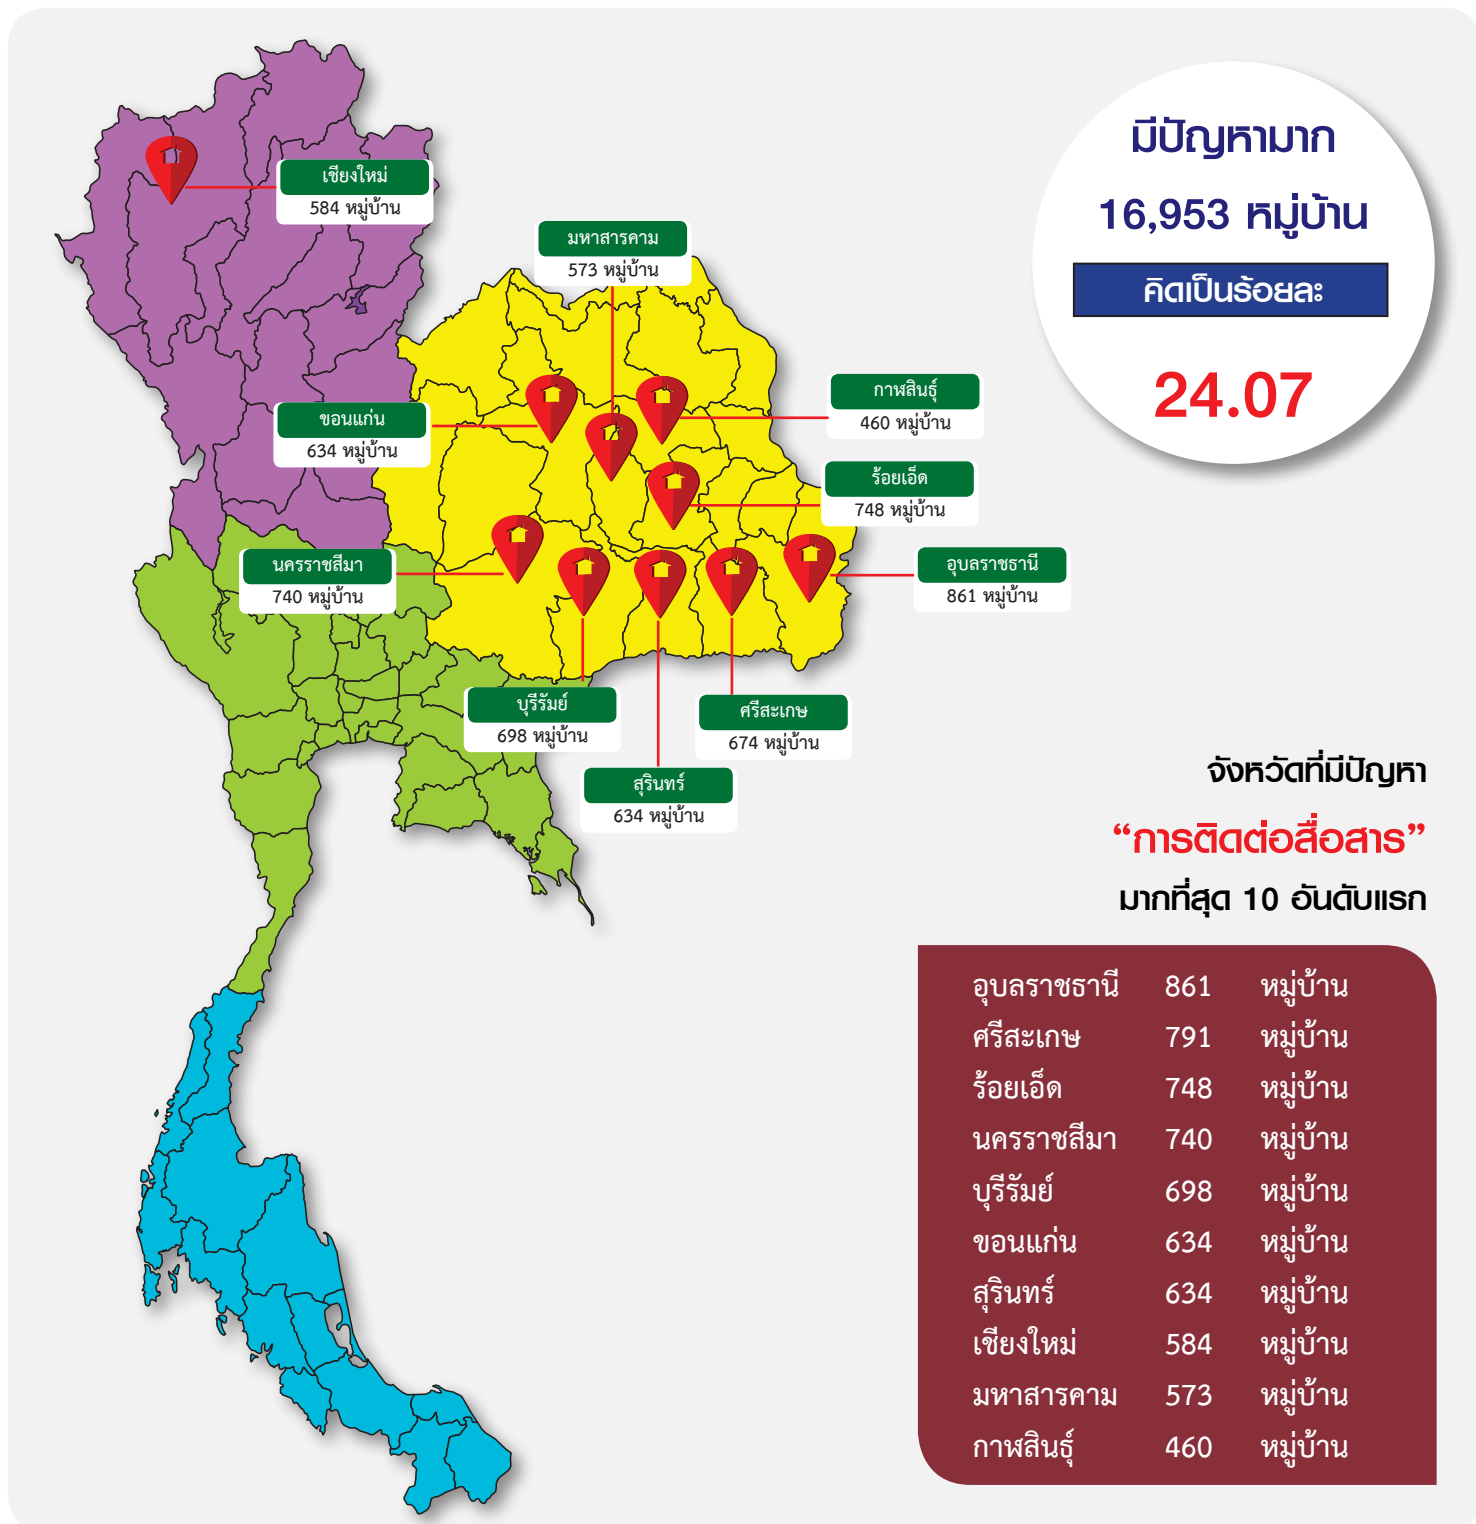 มีปัญหามาก
16,953 หมู่บ้าน
คิดเป็นร้อยละ
24.07
เชียงใหม่
584 หมู่บ้าน
มหาสารคาม
573 หมู่บ้าน
กาฬสินธุ์
460 หมู่บ้าน
ขอนแก่น
634 หมู่บ้าน
ร้อยเอ็ด
748 หมู่บ้าน
นครราชสีมา
740 หมู่บ้าน
อุบลราชธานี
861 หมู่บ้าน
บุรีรัมย์
698 หมู่บ้าน
ศรีสะเกษ
674 หมู่บ้าน
สุรินทร์
634 หมู่บ้าน
จังหวัดที่มีปัญหา
“การติดต่อสื่อสาร”
มากที่สุด 10 อันดับแรก
อุบลราชธานี 861 หมู่บ้าน
ศรีสะเกษ 791 หมู่บ้าน
ร้อยเอ็ด 748 หมู่บ้าน
นครราชสีมา 740 หมู่บ้าน
บุรีรัมย์ 698 หมู่บ้าน
ขอนแก่น 634 หมู่บ้าน
สุรินทร์ 634 หมู่บ้าน
เชียงใหม่ 584 หมู่บ้าน
มหาสารคาม 573 หมู่บ้าน
กาฬสินธุ์ 460 หมู่บ้าน